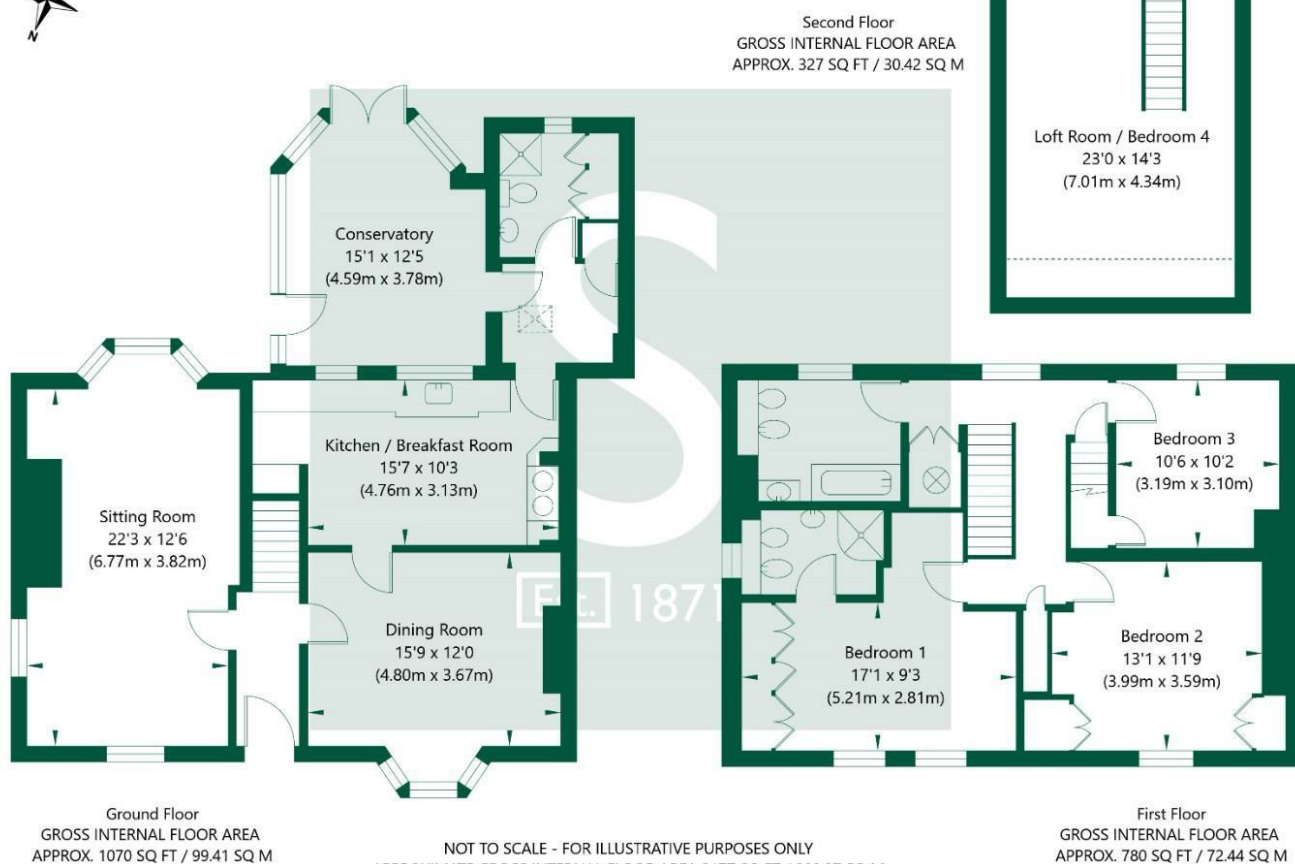 N
Second Floor
GROSS INTERNAL FLOOR AREA
APPROX. 327 SQ FT / 30.42 SQ M
Loft Room / Bedroom 4
23'0 x 14'3
(7.01m x 4.34m)
Conservatory
15'1 x 12'5
(4.59m x 3.78m)
Kitchen / Breakfast Room
15'7 x 10'3
(4.76m x 3.13m)
Sitting Room
22'3 x 12'6
(6.77m x 3.82m)
Dining Room
15'9 x 12'0
(4.80m x 3.67m)
S
Est. 1871
Bedroom 3
10'6 x 10'2
(3.19m x 3.10m)
Bedroom 1
17'1 x 9'3
(5.21m x 2.81m)
Bedroom 2
13'1 x 11'9
(3.99m x 3.59m)
Ground Floor
GROSS INTERNAL FLOOR AREA
APPROX. 1070 SQ FT / 99.41 SQ M
NOT TO SCALE - FOR ILLUSTRATIVE PURPOSES ONLY
First Floor
GROSS INTERNAL FLOOR AREA
APPROX. 780 SQ FT / 72.44 SQ M